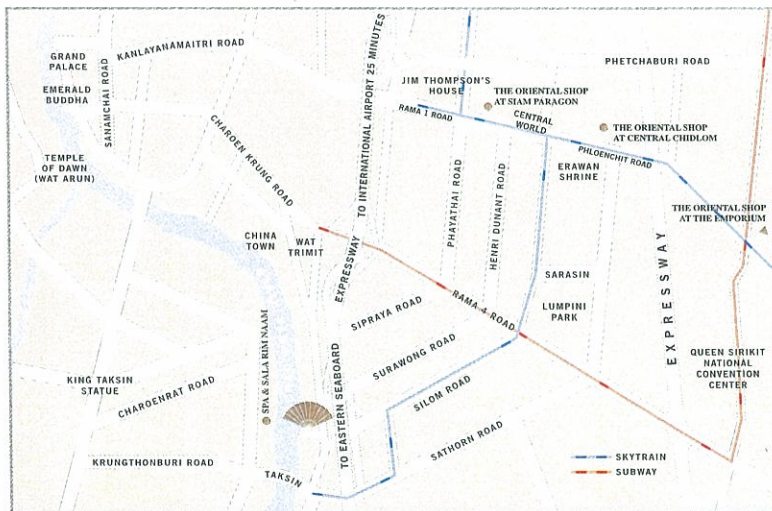 KANLAYANAMAITRI ROAD
GRAND
PALACE
EMERALD
BUDDHA
SANAMCHAI ROAD
TEMPLE
OF DAWN
(WAT ARUN)
CHAROEN KRUNG ROAD
TO INTERNATIONAL AIRPORT 25 MINUTES
EXPRESSWAY
JIM THOMPSON'S
HOUSE
THE ORIENTAL SHOP
AT SIAM PARAGON
PHETCHABURI ROAD
RAMA I ROAD
CENTRAL
WORLD
THE ORIENTAL SHOP
AT CENTRAL CHIDLOM
PHLOENCHIT ROAD
ERAWAN
SHRINE
PHAYATHAI ROAD
HENRI DUNANT ROAD
THE ORIENTAL SHOP
AT THE EMPORIUM
CHINA
TOWN
WAT
TRIMIT
EXPRESSWAY
SARASIN
LUMPINI
PARK
RAMA 4 ROAD
SIPRAYA ROAD
SURAWONG ROAD
SILOM ROAD
SATHORN ROAD
QUEEN SIRIKIT
NATIONAL
CONVENTION
CENTER
KING TAKSIN
STATUE
CHAROENRAT ROAD
SPA & SALA RIM NAAM
TO EASTERN SEABOARD
KRUNGTHONBURI ROAD
TAKSIN
SKYTRAIN
SUBWAY